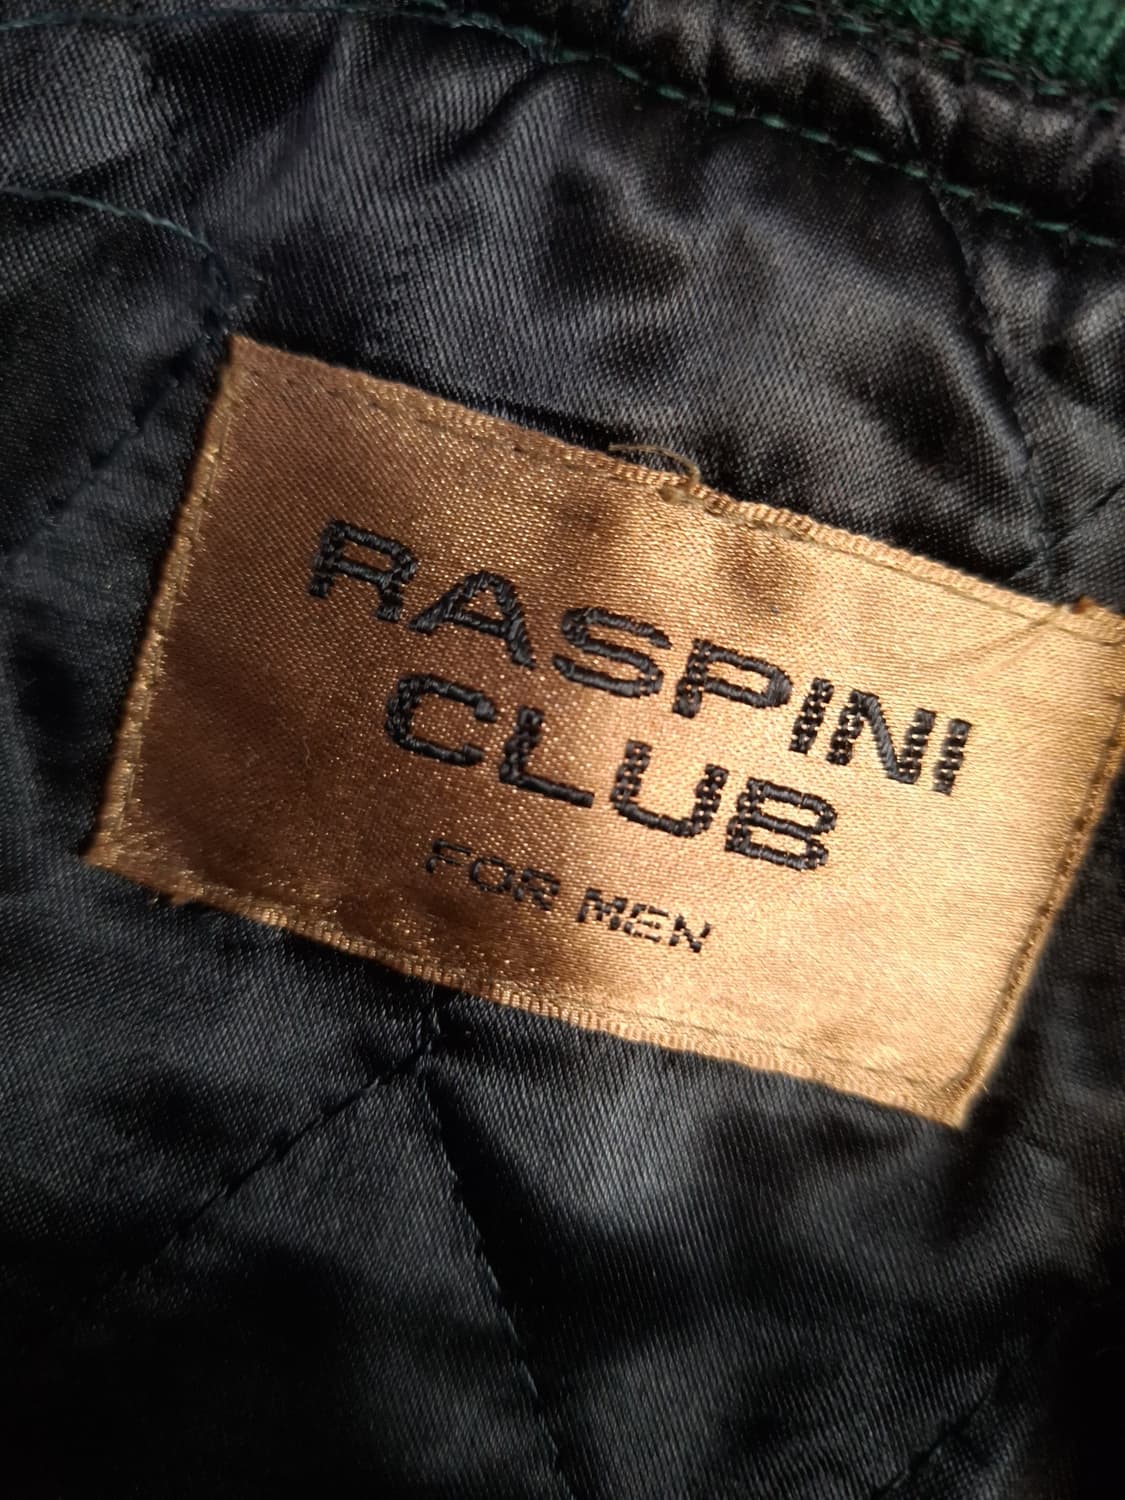 RASPINI
CLUB
FOR MEN